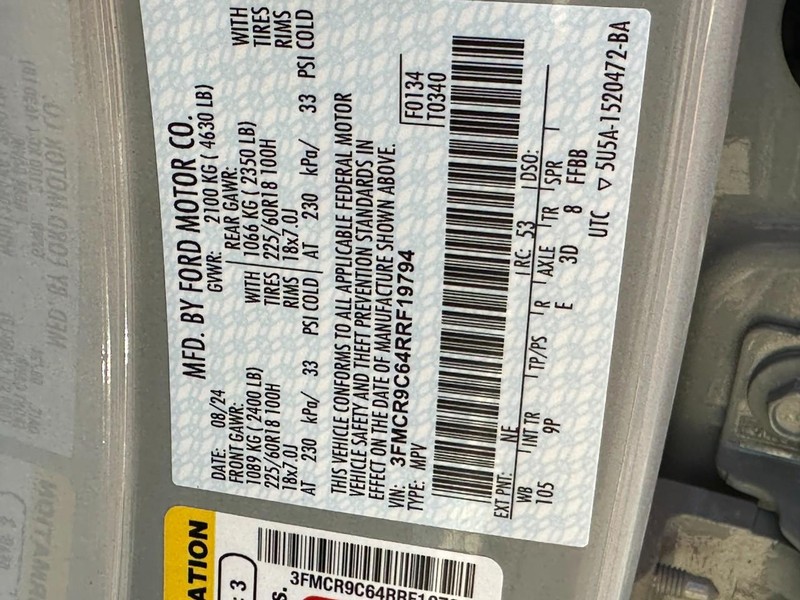 MFD. BY FORD MOTOR CO.
DATE: 08/24
GVWR: 2100 KG ( 4630 LB)
FRONT GAWR:
1089 KG ( 2400 LB)
WITH
225/60R18 100H
TIRES
18x7.0J
RIMS
AT 230 kPa/ 33 PSI COLD
REAR GAWR:
1066 KG ( 2350 LB)
WITH
225/60R18 100H
TIRES
18x7.0J
RIMS
AT 230 kPa/ 33 PSI COLD
THIS VEHICLE CONFORMS TO ALL APPLICABLE FEDERAL MOTOR
VEHICLE SAFETY AND THEFT PREVENTION STANDARDS IN
EFFECT ON THE DATE OF MANUFACTURE SHOWN ABOVE.
VIN: 3FMCR9C64RRF19794
TYPE: MPV
F0134
T0340
EXT PNT: NE RC: 53 DSO:
WB INT TR TP/PS R AXLE TR SPR
105 9P E 3D 8 FFBB
UTC ▽ 5U5A-1520472-BA
ATION
: 3
s.
3FMCR9C64RRF1979